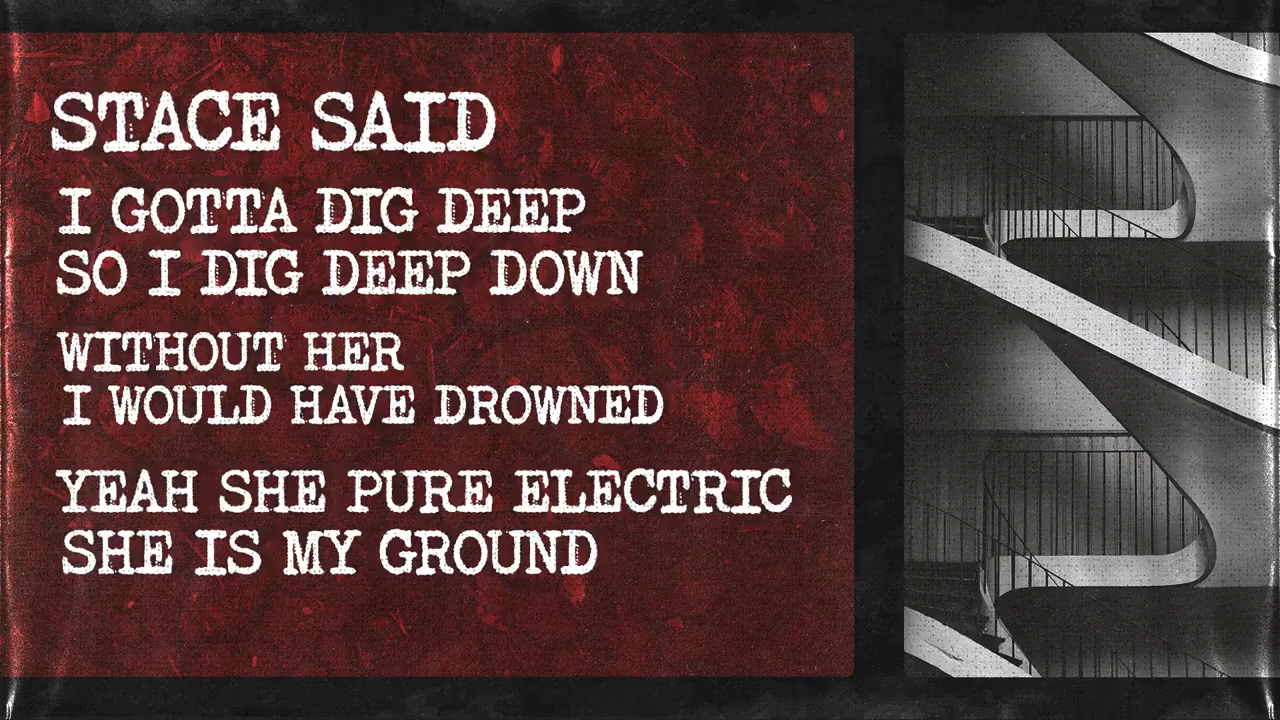 STACE SAID
I GOTTA DIG DEEP
SO I DIG DEEP DOWN
WITHOUT HER
I WOULD HAVE DROWNED
YEAH SHE PURE ELECTRIC
SHE IS MY GROUND